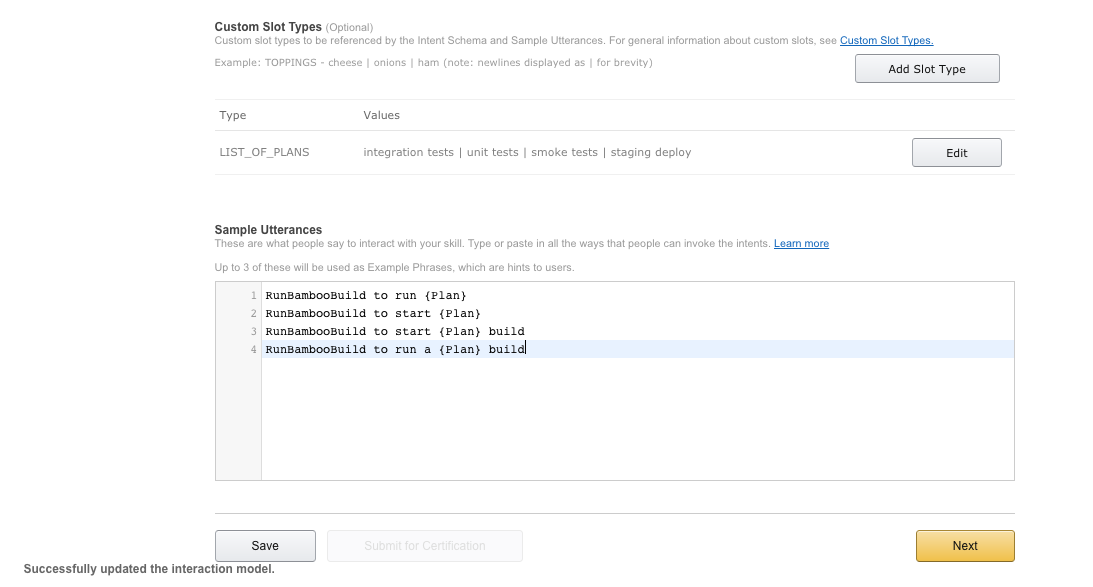 Custom Slot Types (Optional)
Custom slot types to be referenced by the Intent Schema and Sample Utterances. For general information about custom slots, see Custom Slot Types.
Example: TOPPINGS - cheese | onions | ham (note: newlines displayed as | for brevity)
Add Slot Type
Type Values
LIST_OF_PLANS integration tests | unit tests | smoke tests | staging deploy Edit
Sample Utterances
These are what people say to interact with your skill. Type or paste in all the ways that people can invoke the intents. Learn more
Up to 3 of these will be used as Example Phrases, which are hints to users.
1 RunBambooBuild to run {Plan}
2 RunBambooBuild to start {Plan}
3 RunBambooBuild to start {Plan} build
4 RunBambooBuild to run a {Plan} build
Save Submit for Certification Next
Successfully updated the interaction model.